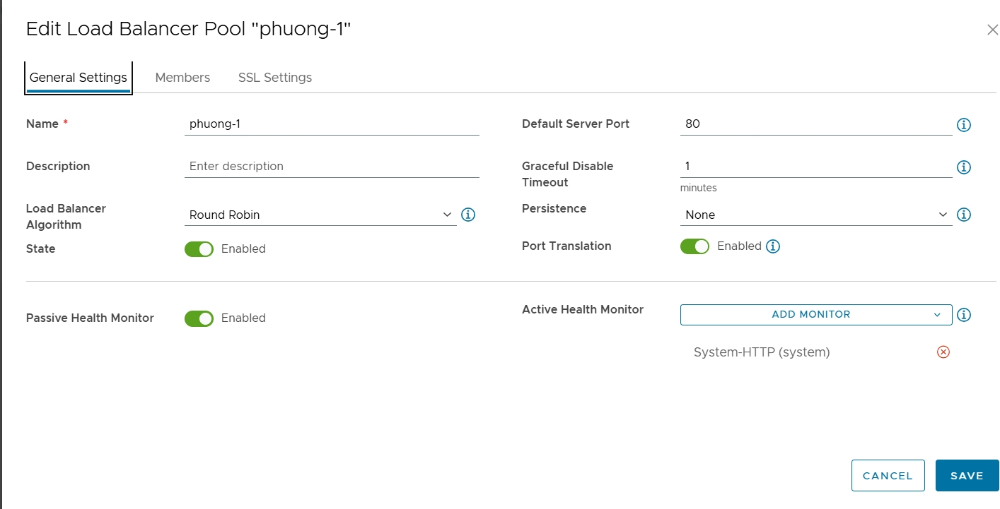 Edit Load Balancer Pool "phuong-1"
General Settings
Members
SSL Settings
Name *
phuong-1
Default Server Port
80
Description
Enter description
Graceful Disable
Timeout
1
minutes
Load Balancer
Algorithm
Round Robin
Persistence
None
State
Enabled
Port Translation
Enabled
Passive Health Monitor
Enabled
Active Health Monitor
ADD MONITOR
System-HTTP (system)
CANCEL
SAVE